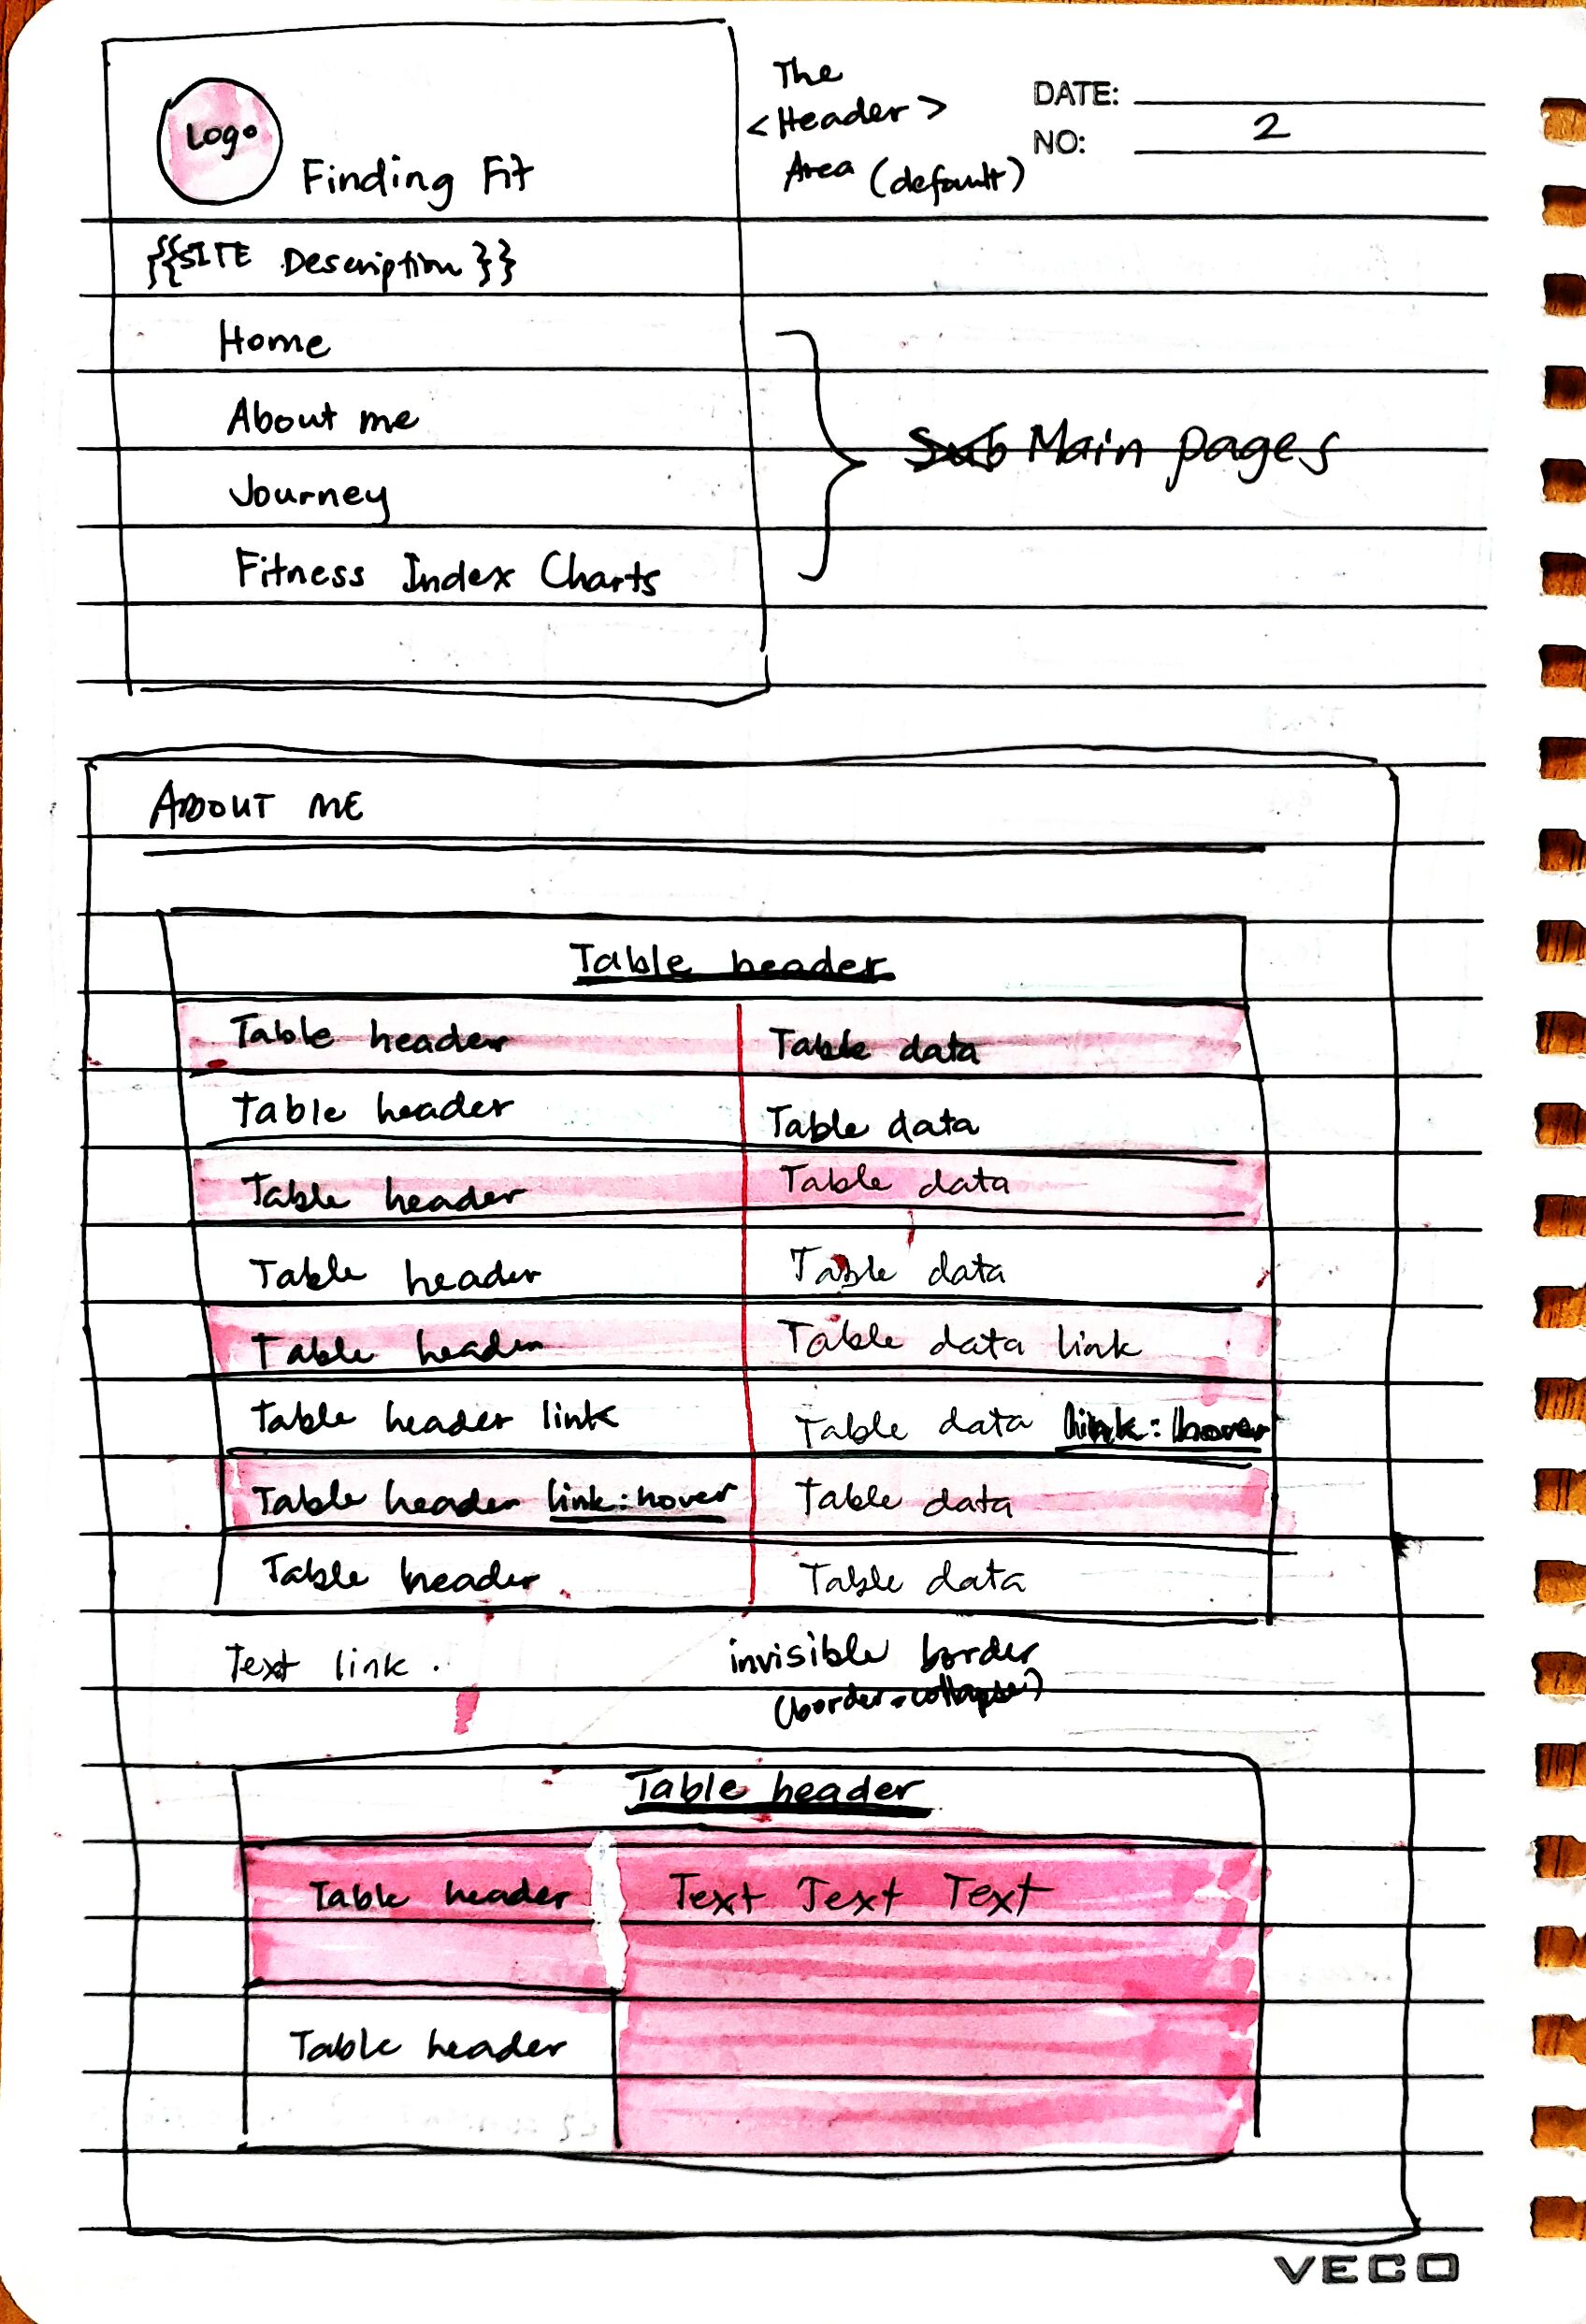 The
<Header>
Area (default)
DATE:
NO: 2
Logo
Finding Fit
{{SITE Description}}
Home
About me
Journey
Fitness Index Charts
Sub Main pages
ABOUT ME
Table header
Table header Table data
Table header Table data
Table header Table data
Table header Table data
Table header Table data link
Table header link Table data link:hover
Table header link:hover Table data
Table header Table data
Text link.
invisible border
(border-collapse)
Table header
Table header Text Text Text
Table header
VECO